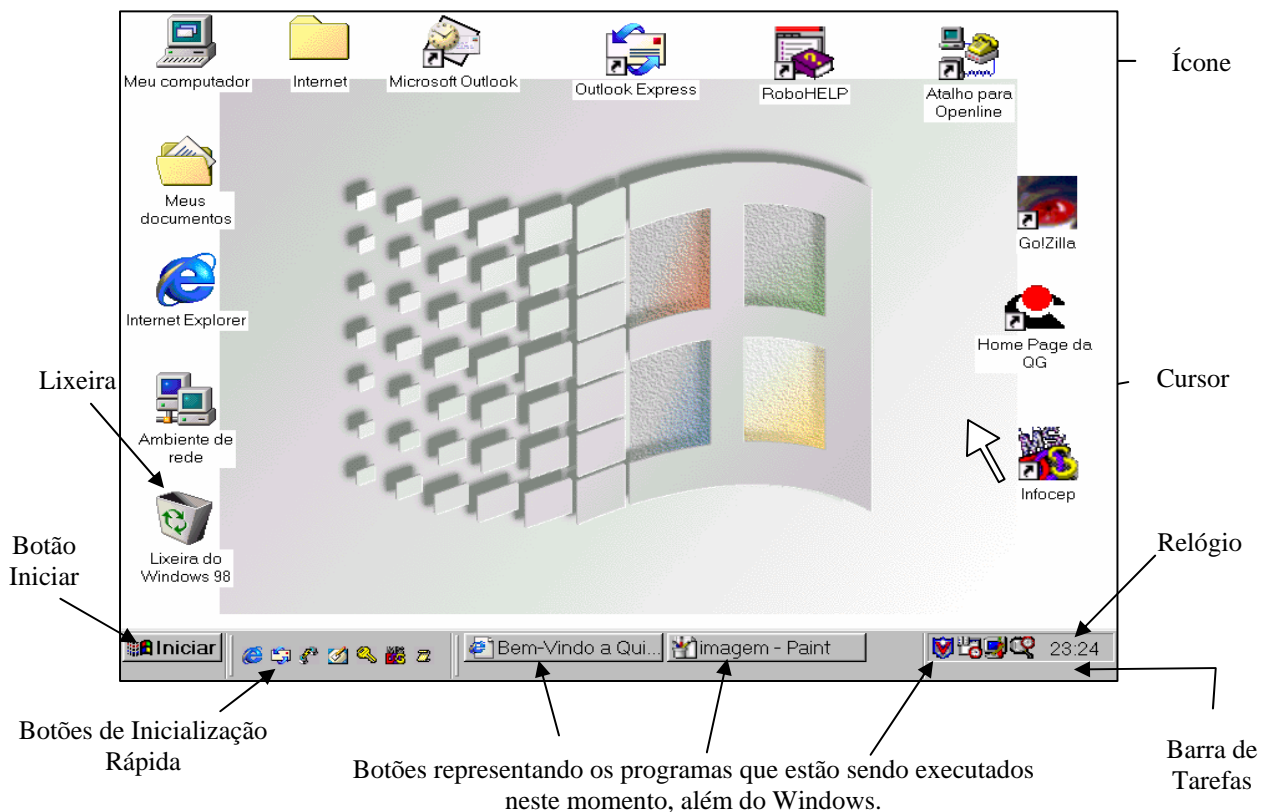 Meu computador
Internet
Microsoft Outlook
Outlook Express
RoboHELP
Atalho para
Openline
Ícone
Meus
documentos
Go!Zilla
Internet Explorer
Home Page da
QG
Lixeira
Cursor
Ambiente de
rede
Infocep
Lixeira do
Windows 98
Botão
Iniciar
Relógio
Iniciar
Bem-Vindo a Qui...
imagem - Paint
23:24
Botões de Inicialização
Rápida
Botões representando os programas que estão sendo executados
neste momento, além do Windows.
Barra de
Tarefas